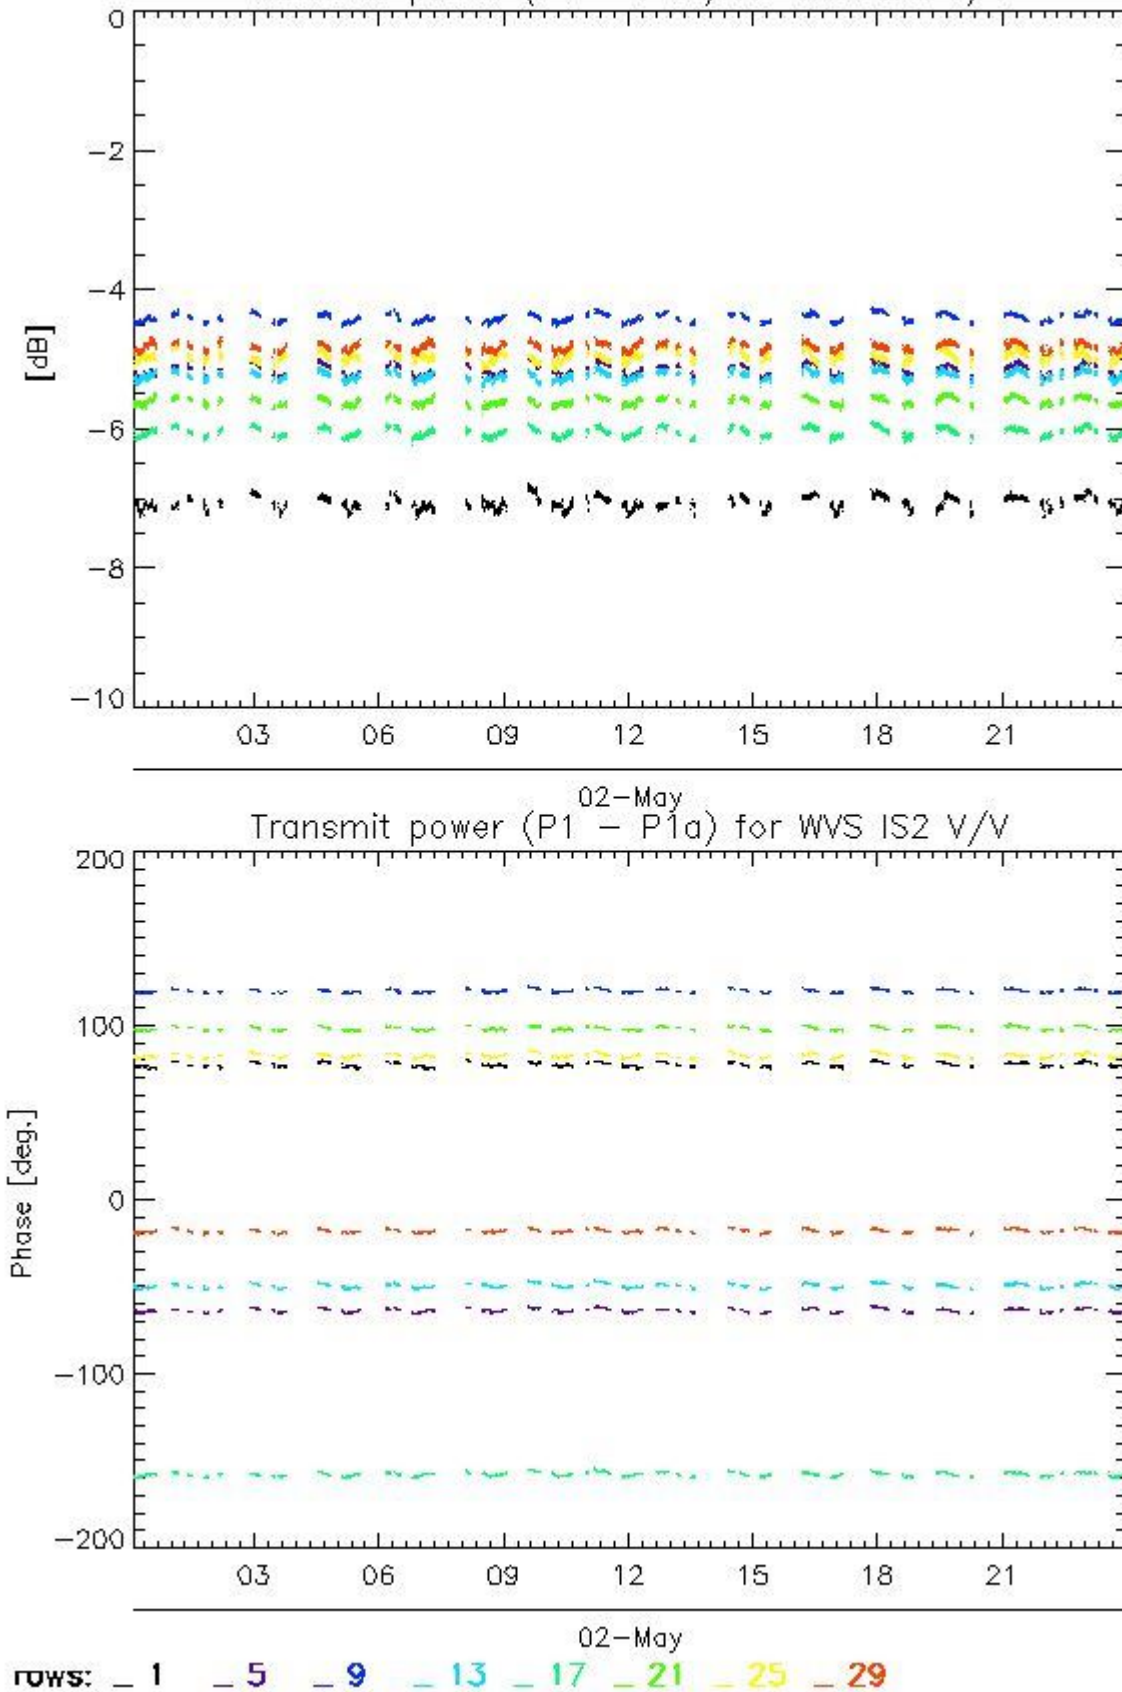 0
−2
−4
−6
−8
−10
[dB]
03 06 09 12 15 18 21
02−May
Transmit power (P1 − P1a) for WVS IS2 V/V
200
100
0
−100
−200
Phase [deg.]
03 06 09 12 15 18 21
02−May
rows: _ 1 _ 5 _ 9 _ 13 _ 17 _ 21 _ 25 _ 29